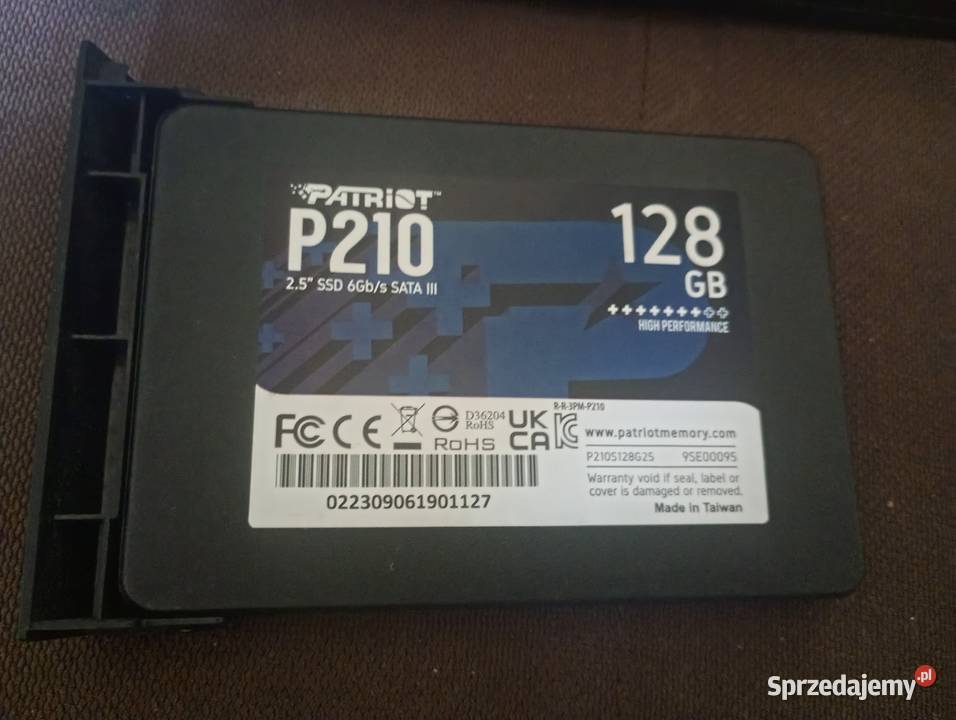 PATRIOT™
P210
2.5" SSD 6Gb/s SATA III
128
GB
HIGH PERFORMANCE
FC CE D36204 RoHS RoHS UK CA
R-R-3PM-P210
www.patriotmemory.com
P210S128G25 9SE00095
Warranty void if seal, label or
cover is damaged or removed.
Made in Taiwan
022309061901127
Sprzedajemy.pl